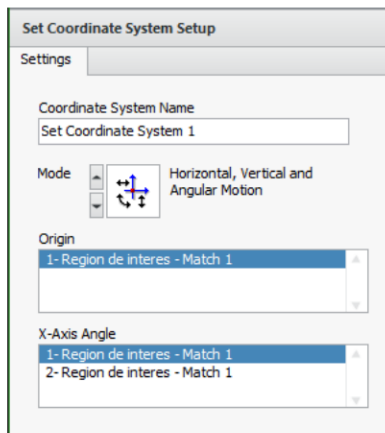 Set Coordinate System Setup
Settings
Coordinate System Name
Set Coordinate System 1
Mode
Horizontal, Vertical and
Angular Motion
Origin
1- Region de interes - Match 1
X-Axis Angle
1- Region de interes - Match 1
2- Region de interes - Match 1